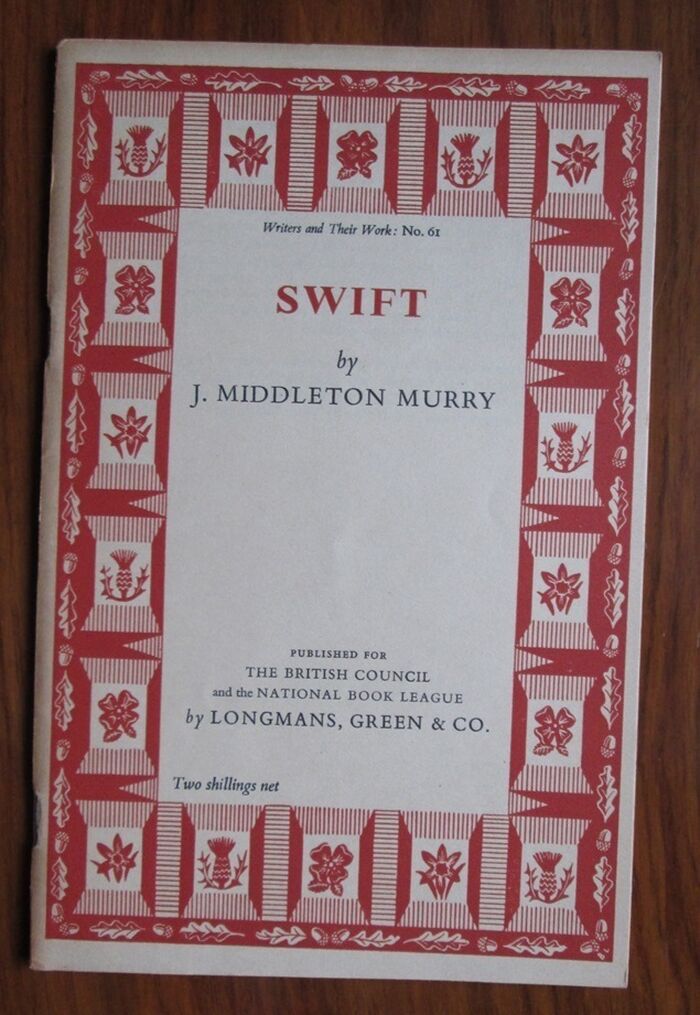 Writers and Their Work: No. 61
SWIFT
by
J. MIDDLETON MURRY
PUBLISHED FOR
THE BRITISH COUNCIL
and the NATIONAL BOOK LEAGUE
by LONGMANS, GREEN & CO.
Two shillings net